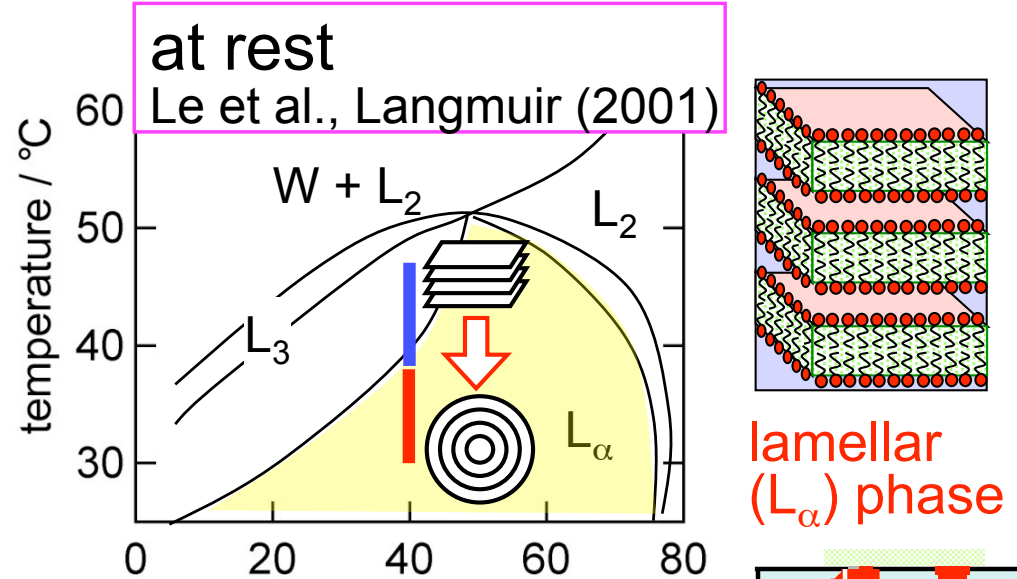 at rest
Le et al., Langmuir (2001)
temperature / °C
60
50
40
30
W + L₂
L₂
L₃
Lα
0 20 40 60 80
lamellar
(Lα) phase